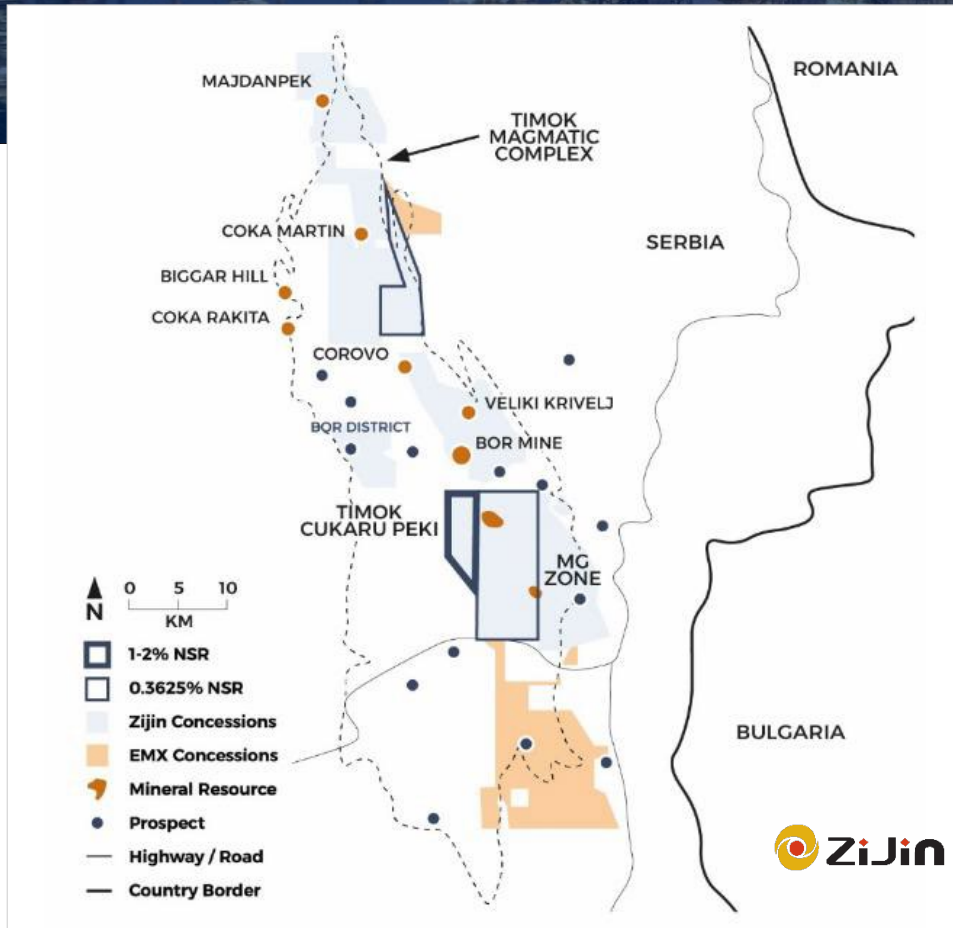 ROMANIA
MAJDANPEK
TIMOK
MAGMATIC
COMPLEX
COKA MARTIN
SERBIA
BIGGAR HILL
COKA RAKITA
COROVO
VELIKI KRIVELJ
BQR DISTRICT
BOR MINE
TIMOK
CUKARU PEKI
MG
ZONE
N
0 5 10
KM
1-2% NSR
0.3625% NSR
Zijin Concessions
EMX Concessions
Mineral Resource
Prospect
Highway / Road
Country Border
BULGARIA
ZiJin